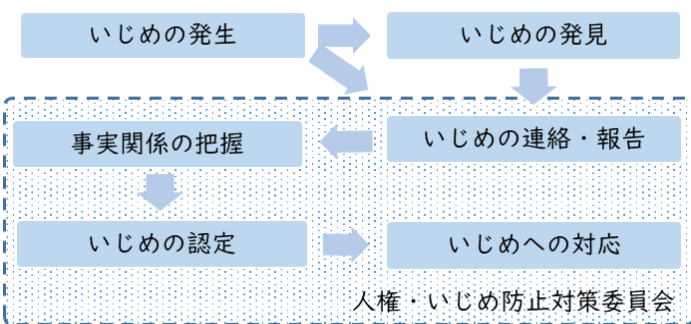 いじめの発生
いじめの発見
いじめの連絡・報告
事実関係の把握
いじめの認定
いじめへの対応
人権・いじめ防止対策委員会